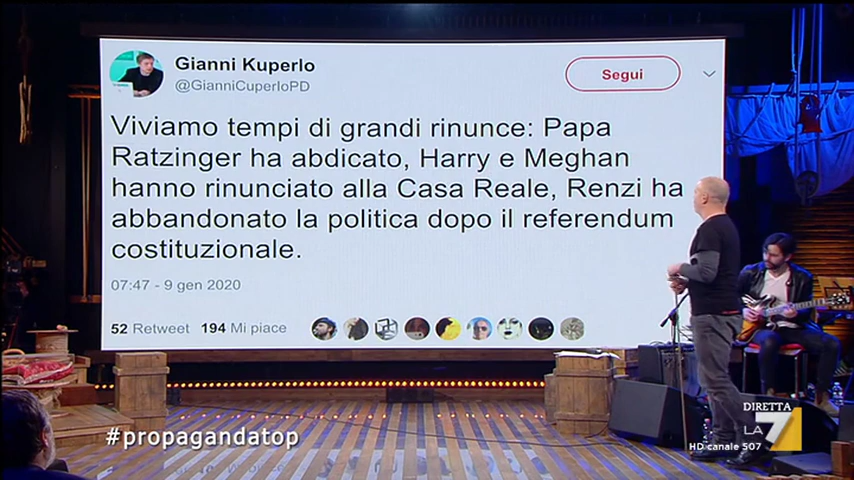 Gianni Kuperlo
@GianniCuperloPD
Segui
Viviamo tempi di grandi rinunce: Papa
Ratzinger ha abdicato, Harry e Meghan
hanno rinunciato alla Casa Reale, Renzi ha
abbandonato la politica dopo il referendum
costituzionale.
07:47 - 9 gen 2020
52 Retweet 194 Mi piace
#propagandatop
DIRETTA
LA7
HD canale 507